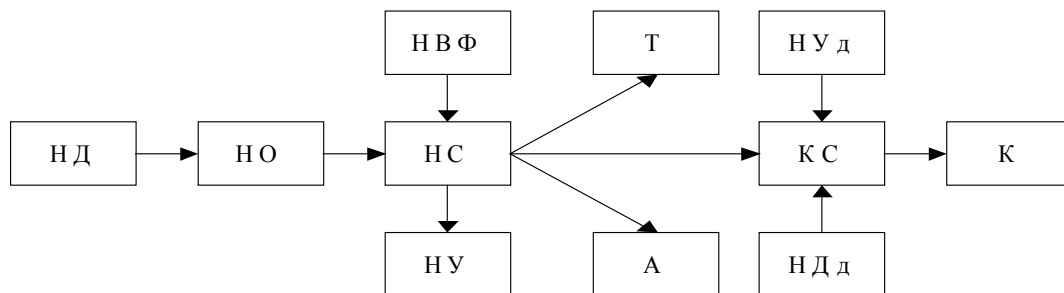 Н В Ф
Т
Н У д
Н Д
Н О
Н С
К С
К
Н У
А
Н Д д